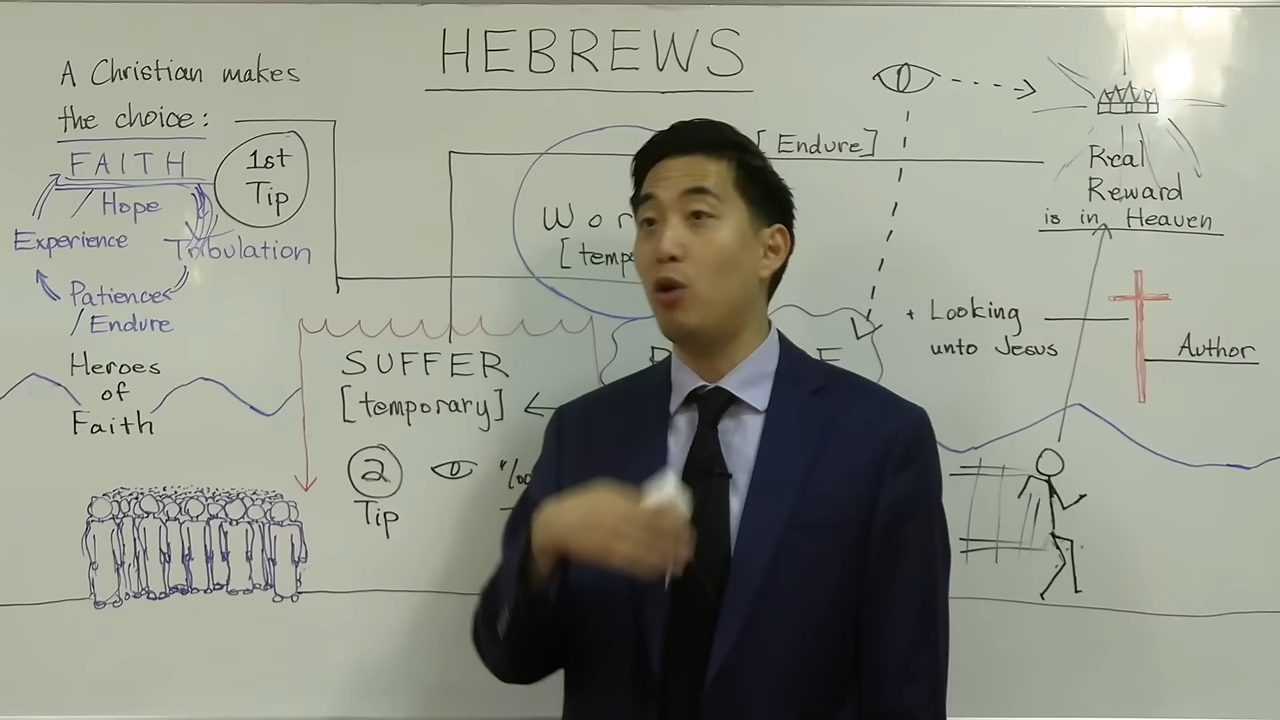 HEBREWS
A Christian makes
the choice:
FAITH
/ Hope
Experience
Tribulation
Patiences
/ Endure
1st
Tip
Heroes
of
Faith
SUFFER
[temporary]
2
Tip
[Endure]
Real
Reward
is in Heaven
+ Looking
unto Jesus
Author